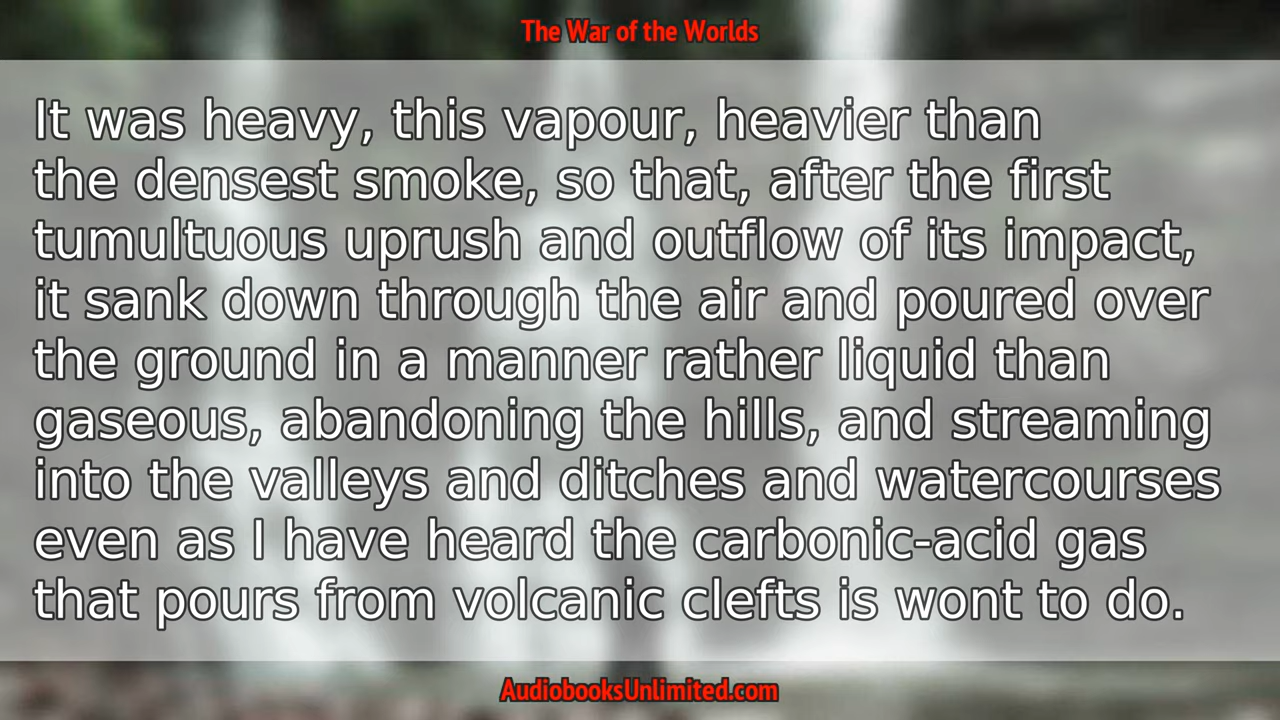 The War of the Worlds
It was heavy, this vapour, heavier than
the densest smoke, so that, after the first
tumultuous uprush and outflow of its impact,
it sank down through the air and poured over
the ground in a manner rather liquid than
gaseous, abandoning the hills, and streaming
into the valleys and ditches and watercourses
even as I have heard the carbonic-acid gas
that pours from volcanic clefts is wont to do.
AudiobooksUnlimited.com